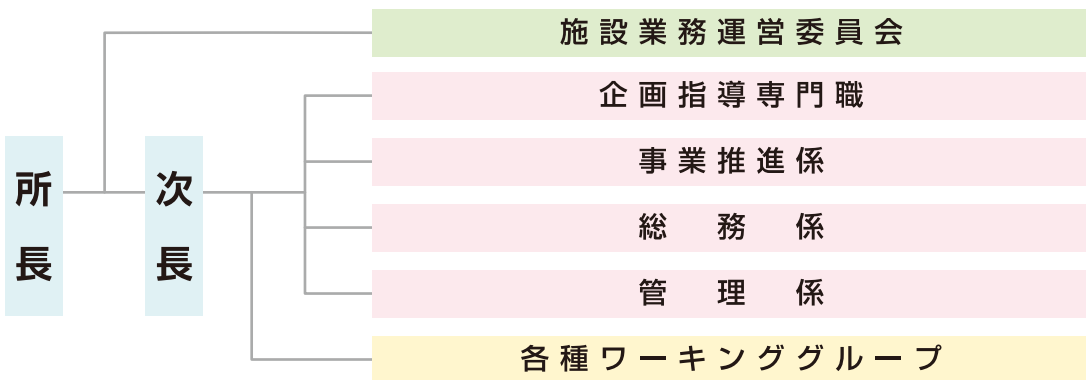 所長
次長
施設業務運営委員会
企画指導専門職
事業推進係
総務係
管理係
各種ワーキンググループ